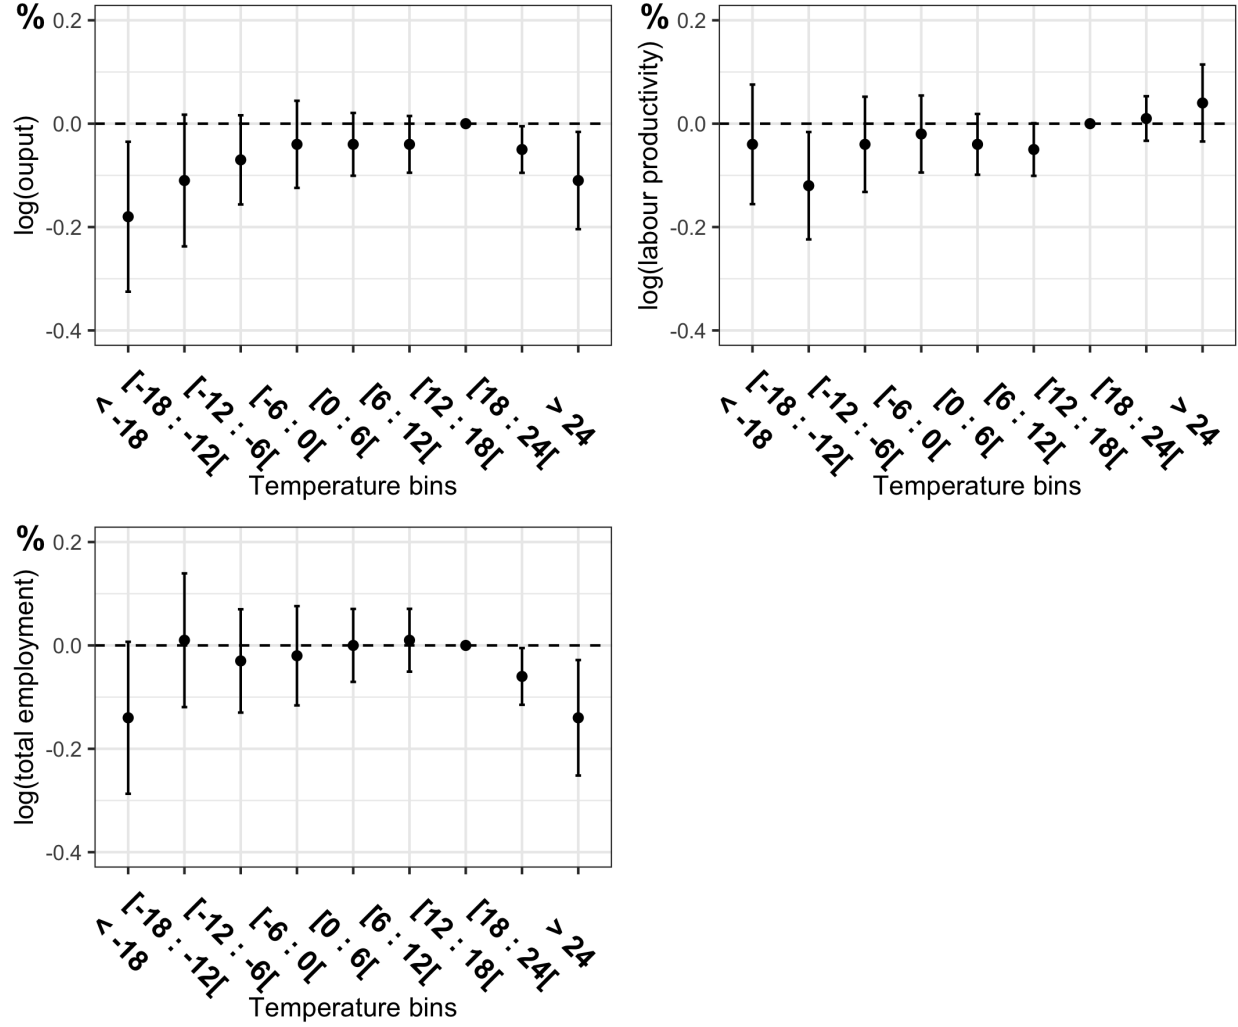 %
0.2
0.0
-0.2
-0.4
log(ouput)
< -18
[-18 : -12[
[-12 : -6[
[-6 : 0[
[0 : 6[
[6 : 12[
[12 : 18[
[18 : 24[
> 24
Temperature bins
%
0.2
0.0
-0.2
-0.4
log(labour productivity)
< -18
[-18 : -12[
[-12 : -6[
[-6 : 0[
[0 : 6[
[6 : 12[
[12 : 18[
[18 : 24[
> 24
Temperature bins
%
0.2
0.0
-0.2
-0.4
log(total employment)
< -18
[-18 : -12[
[-12 : -6[
[-6 : 0[
[0 : 6[
[6 : 12[
[12 : 18[
[18 : 24[
> 24
Temperature bins